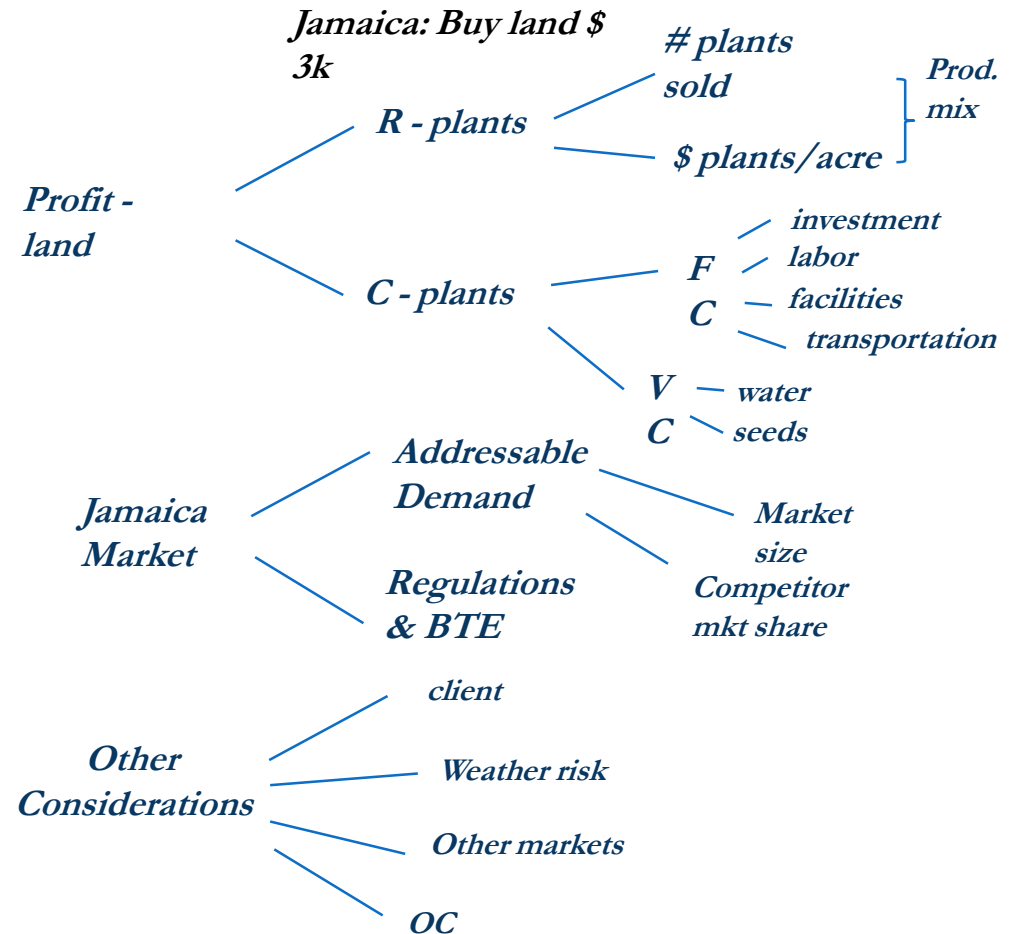 Jamaica: Buy land $
3k
# plants
sold
Prod.
mix
R - plants
$ plants/acre
Profit -
land
investment
labor
F
C
facilities
transportation
C - plants
V
C
water
seeds
Addressable
Demand
Jamaica
Market
Market
size
Competitor
mkt share
Regulations
& BTE
client
Other
Considerations
Weather risk
Other markets
OC